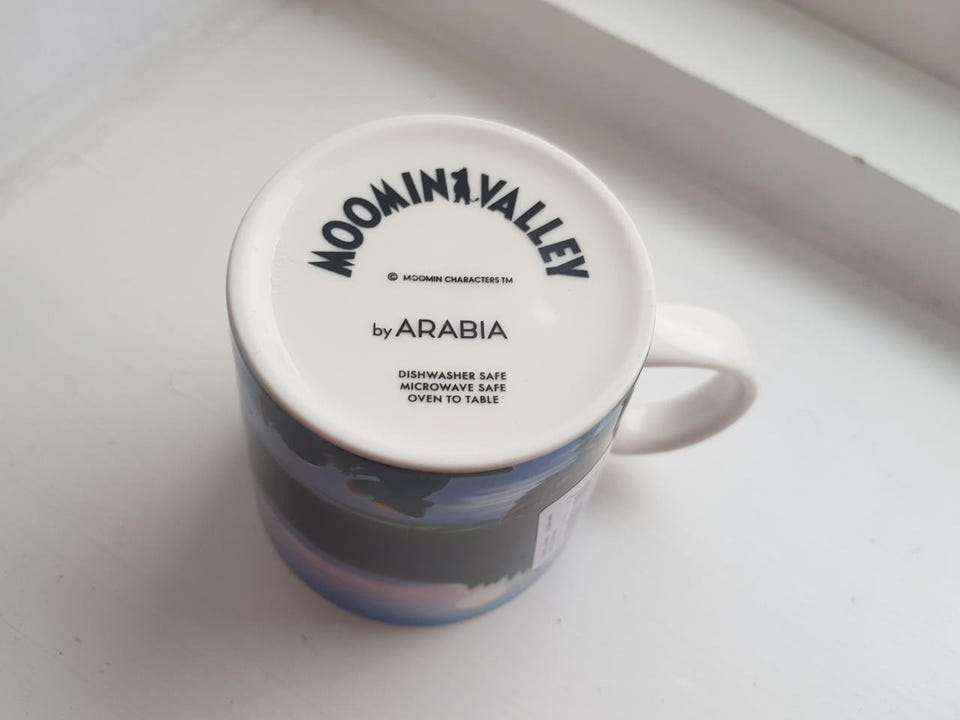 MOOMINVALLEY
© MOOMIN CHARACTERS TM
by ARABIA
DISHWASHER SAFE
MICROWAVE SAFE
OVEN TO TABLE